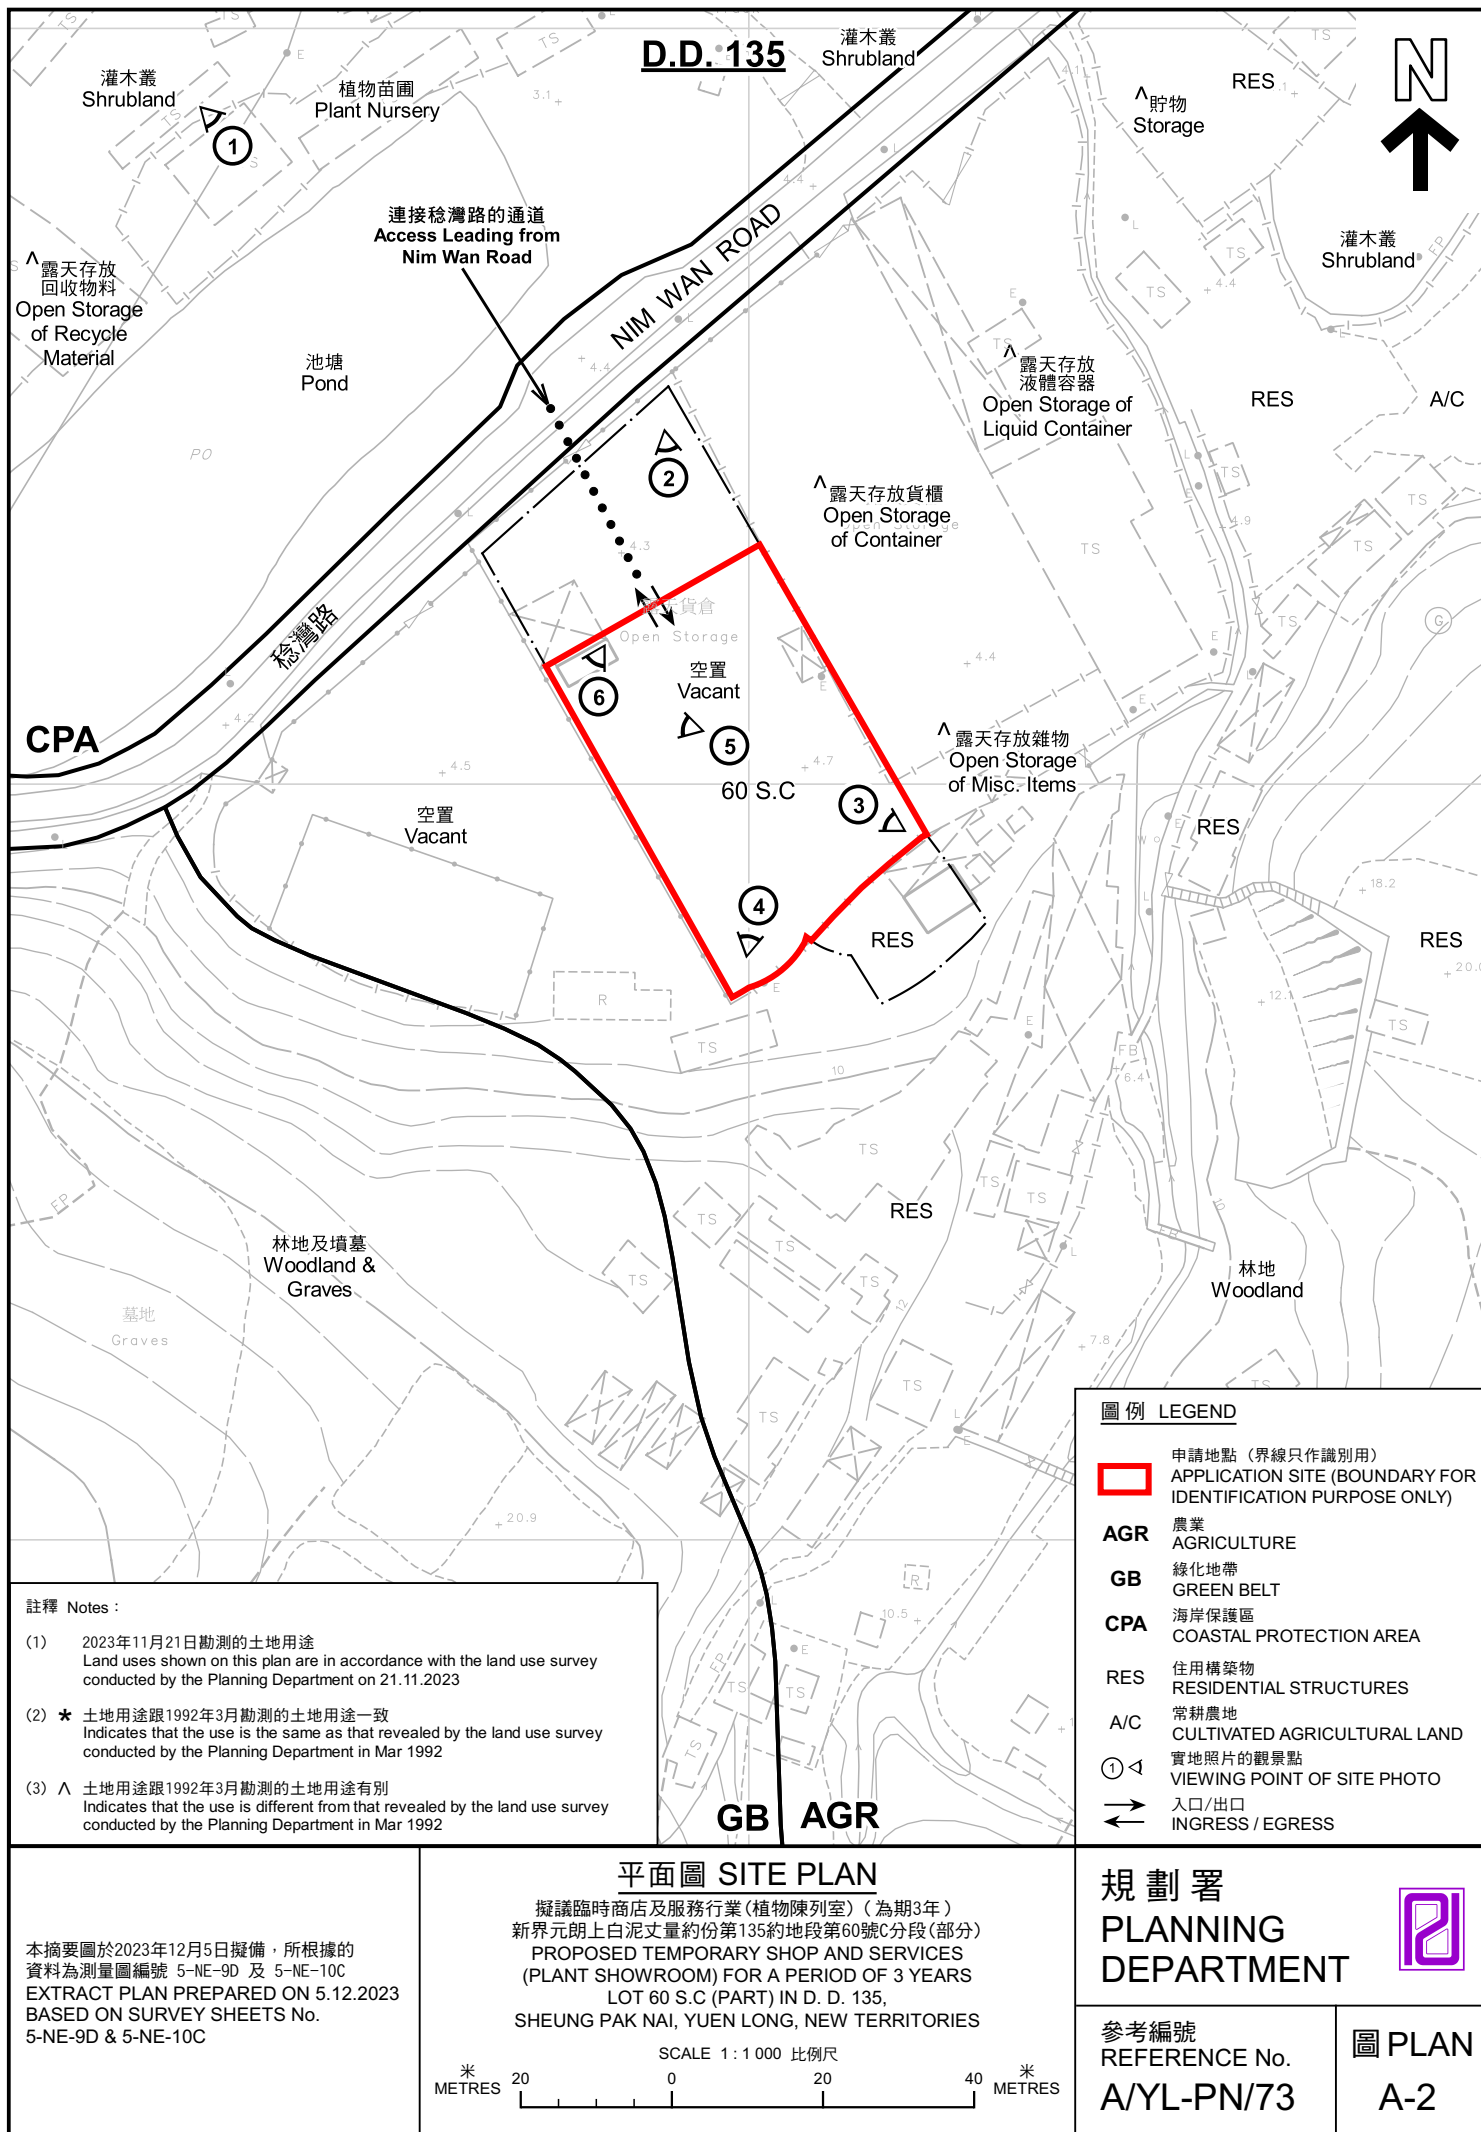 D.D. 135
灌木叢
Shrubland
灌木叢
Shrubland
植物苗圃
Plant Nursery
^貯物
Storage
RES
N
1
連接稔灣路的通道
Access Leading from
Nim Wan Road
NIM WAN ROAD
灌木叢
Shrubland
^露天存放
回收物料
Open Storage
of Recycle
Material
池塘
Pond
PO
^露天存放
液體容器
Open Storage of
Liquid Container
RES
A/C
2
^露天存放貨櫃
Open Storage
of Container
Open Storage
稔灣路
6
空置
Vacant
5
60 S.C
3
4
CPA
^露天存放雜物
Open Storage
of Misc. Items
空置
Vacant
RES
RES
RES
RES
林地及墳墓
Woodland &
Graves
墓地
Graves
林地
Woodland
GB
AGR
圖例 LEGEND
申請地點 (界線只作識別用)
APPLICATION SITE (BOUNDARY FOR
IDENTIFICATION PURPOSE ONLY)
AGR 農業
AGRICULTURE
GB 綠化地帶
GREEN BELT
CPA 海岸保護區
COASTAL PROTECTION AREA
RES 住用構築物
RESIDENTIAL STRUCTURES
A/C 常耕農地
CULTIVATED AGRICULTURAL LAND
1 實地照片的觀景點
VIEWING POINT OF SITE PHOTO
入口/出口
INGRESS / EGRESS
註釋 Notes :
(1) 2023年11月21日勘測的土地用途
Land uses shown on this plan are in accordance with the land use survey
conducted by the Planning Department on 21.11.2023
(2) * 土地用途跟1992年3月勘測的土地用途一致
Indicates that the use is the same as that revealed by the land use survey
conducted by the Planning Department in Mar 1992
(3) ^ 土地用途跟1992年3月勘測的土地用途有別
Indicates that the use is different from that revealed by the land use survey
conducted by the Planning Department in Mar 1992
本摘要圖於2023年12月5日擬備，所根據的
資料為測量圖編號 5-NE-9D 及 5-NE-10C
EXTRACT PLAN PREPARED ON 5.12.2023
BASED ON SURVEY SHEETS No.
5-NE-9D & 5-NE-10C
平面圖 SITE PLAN
擬議臨時商店及服務行業(植物陳列室)(為期3年)
新界元朗上白泥丈量約份第135約地段第60號C分段(部分)
PROPOSED TEMPORARY SHOP AND SERVICES
(PLANT SHOWROOM) FOR A PERIOD OF 3 YEARS
LOT 60 S.C (PART) IN D. D. 135,
SHEUNG PAK NAI, YUEN LONG, NEW TERRITORIES
SCALE 1 : 1 000 比例尺
米 METRES 20 0 20 40 米 METRES
規劃署
PLANNING
DEPARTMENT
參考編號
REFERENCE No.
A/YL-PN/73
圖 PLAN
A-2